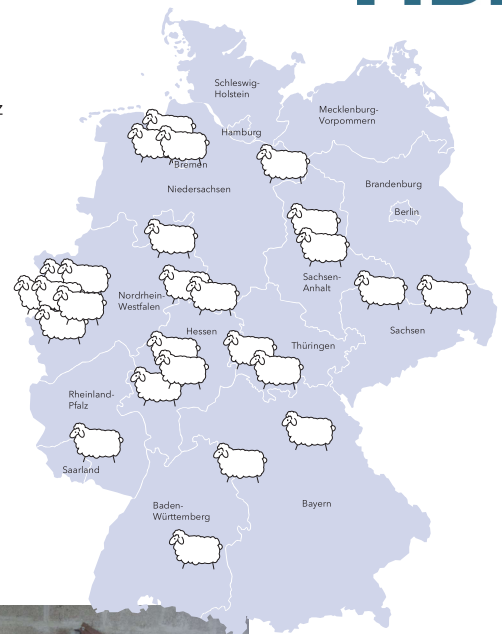 Schleswig-
Holstein
Mecklenburg-
Vorpommern
Hamburg
Bremen
Brandenburg
Niedersachsen
Berlin
Sachsen-
Anhalt
Nordrhein-
Westfalen
Sachsen
Hessen
Thüringen
Rheinland-
Pfalz
Saarland
Baden-
Württemberg
Bayern